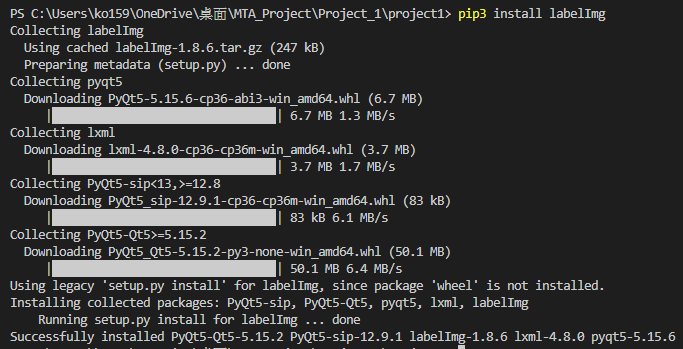 PS C:\Users\ko159\OneDrive\桌面\MTA_Project\Project_1\project1> pip3 install labelImg
Collecting labelImg
Using cached labelImg-1.8.6.tar.gz (247 kB)
Preparing metadata (setup.py) ... done
Collecting pyqt5
Downloading PyQt5-5.15.6-cp36-abi3-win_amd64.whl (6.7 MB)
| | 6.7 MB 1.3 MB/s
Collecting lxml
Downloading lxml-4.8.0-cp36-cp36m-win_amd64.whl (3.7 MB)
| | 3.7 MB 1.7 MB/s
Collecting PyQt5-sip<13,>=12.8
Downloading PyQt5_sip-12.9.1-cp36-cp36m-win_amd64.whl (83 kB)
| | 83 kB 6.1 MB/s
Collecting PyQt5-Qt5>=5.15.2
Downloading PyQt5_Qt5-5.15.2-py3-none-win_amd64.whl (50.1 MB)
| | 50.1 MB 6.4 MB/s
Using legacy 'setup.py install' for labelImg, since package 'wheel' is not installed.
Installing collected packages: PyQt5-sip, PyQt5-Qt5, pyqt5, lxml, labelImg
Running setup.py install for labelImg ... done
Successfully installed PyQt5-Qt5-5.15.2 PyQt5-sip-12.9.1 labelImg-1.8.6 lxml-4.8.0 pyqt5-5.15.6